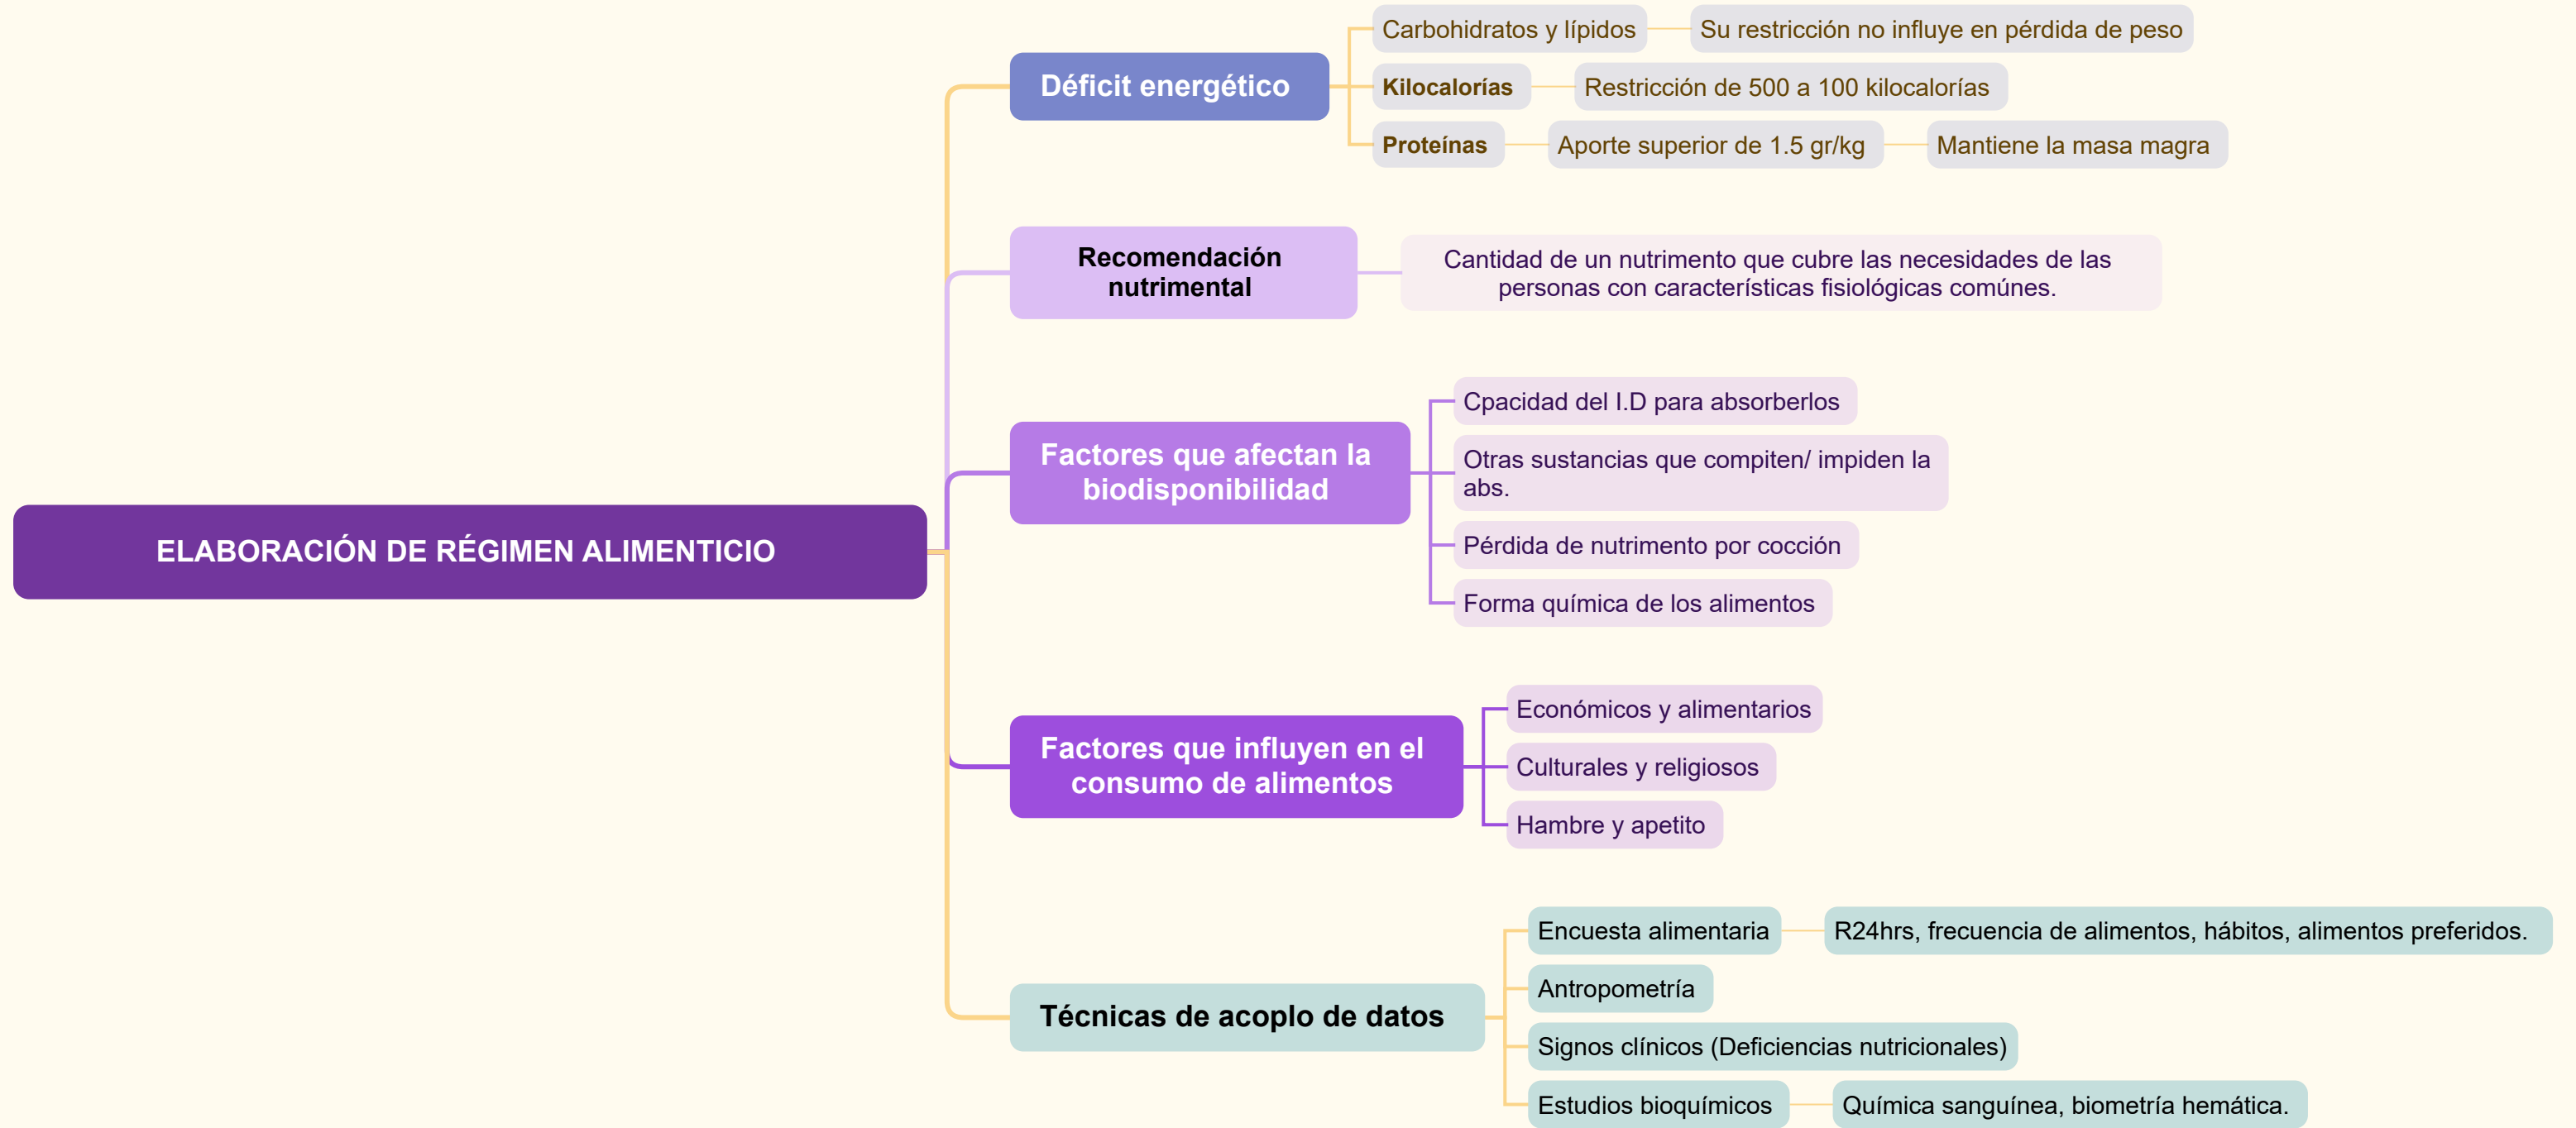 ELABORACIÓN DE RÉGIMEN ALIMENTICIO
Déficit energético
Carbohidratos y lípidos
Su restricción no influye en pérdida de peso
Kilocalorías
Restricción de 500 a 100 kilocalorías
Proteínas
Aporte superior de 1.5 gr/kg
Mantiene la masa magra
Recomendación
nutrimental
Cantidad de un nutrimento que cubre las necesidades de las
personas con características fisiológicas comúnes.
Factores que afectan la
biodisponibilidad
Cpacidad del I.D para absorberlos
Otras sustancias que compiten/ impiden la
abs.
Pérdida de nutrimento por cocción
Forma química de los alimentos
Factores que influyen en el
consumo de alimentos
Económicos y alimentarios
Culturales y religiosos
Hambre y apetito
Técnicas de acoplo de datos
Encuesta alimentaria
R24hrs, frecuencia de alimentos, hábitos, alimentos preferidos.
Antropometría
Signos clínicos (Deficiencias nutricionales)
Estudios bioquímicos
Química sanguínea, biometría hemática.